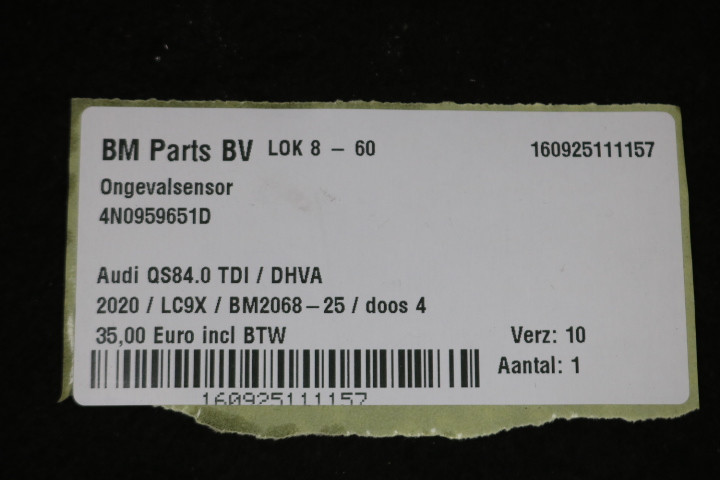 BM Parts BV LOK 8 - 60 160925111157
Ongevalsensor
4N0959651D
Audi QS84.0 TDI / DHVA
2020 / LC9X / BM2068-25 / doos 4
35,00 Euro incl BTW Verz: 10
Aantal: 1
160925111157